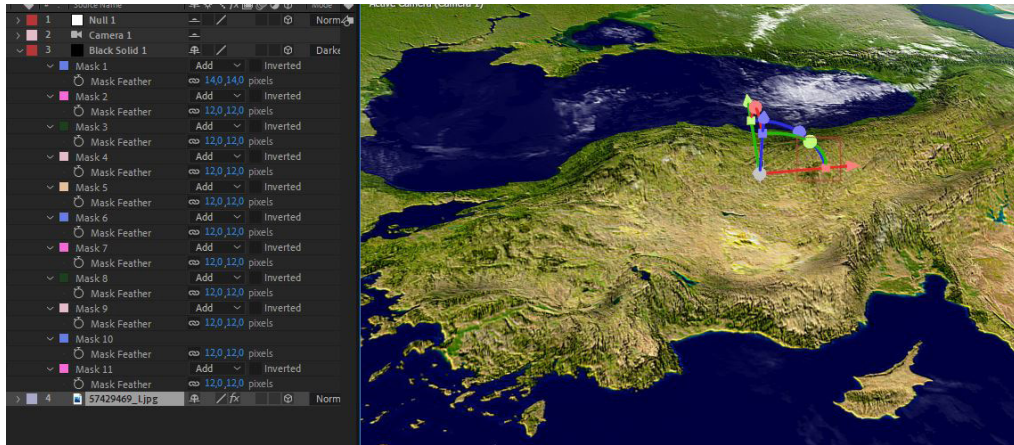 # Source Name fx Mode Active Camera (Camera 1)
1 Null 1 Norma
2 Camera 1
3 Black Solid 1 Darke
Mask 1 Add Inverted
Mask Feather 14,0,14,0 pixels
Mask 2 Add Inverted
Mask Feather 12,0,12,0 pixels
Mask 3 Add Inverted
Mask Feather 12,0,12,0 pixels
Mask 4 Add Inverted
Mask Feather 12,0,12,0 pixels
Mask 5 Add Inverted
Mask Feather 12,0,12,0 pixels
Mask 6 Add Inverted
Mask Feather 12,0,12,0 pixels
Mask 7 Add Inverted
Mask Feather 12,0,12,0 pixels
Mask 8 Add Inverted
Mask Feather 12,0,12,0 pixels
Mask 9 Add Inverted
Mask Feather 12,0,12,0 pixels
Mask 10 Add Inverted
Mask Feather 12,0,12,0 pixels
Mask 11 Add Inverted
Mask Feather 12,0,12,0 pixels
4 57429469_l.jpg fx Norm